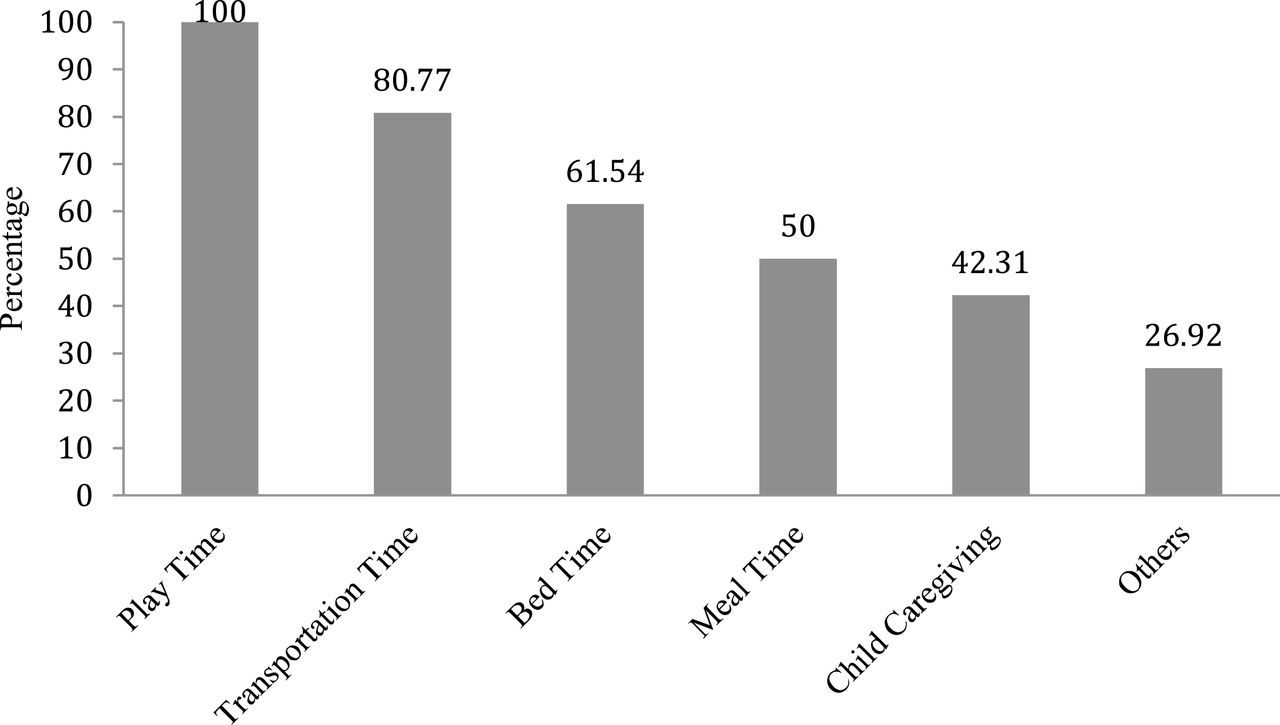 Percentage
100
90
80
70
60
50
40
30
20
10
0
100
80.77
61.54
50
42.31
26.92
Play Time
Transportation Time
Bed Time
Meal Time
Child Caregiving
Others